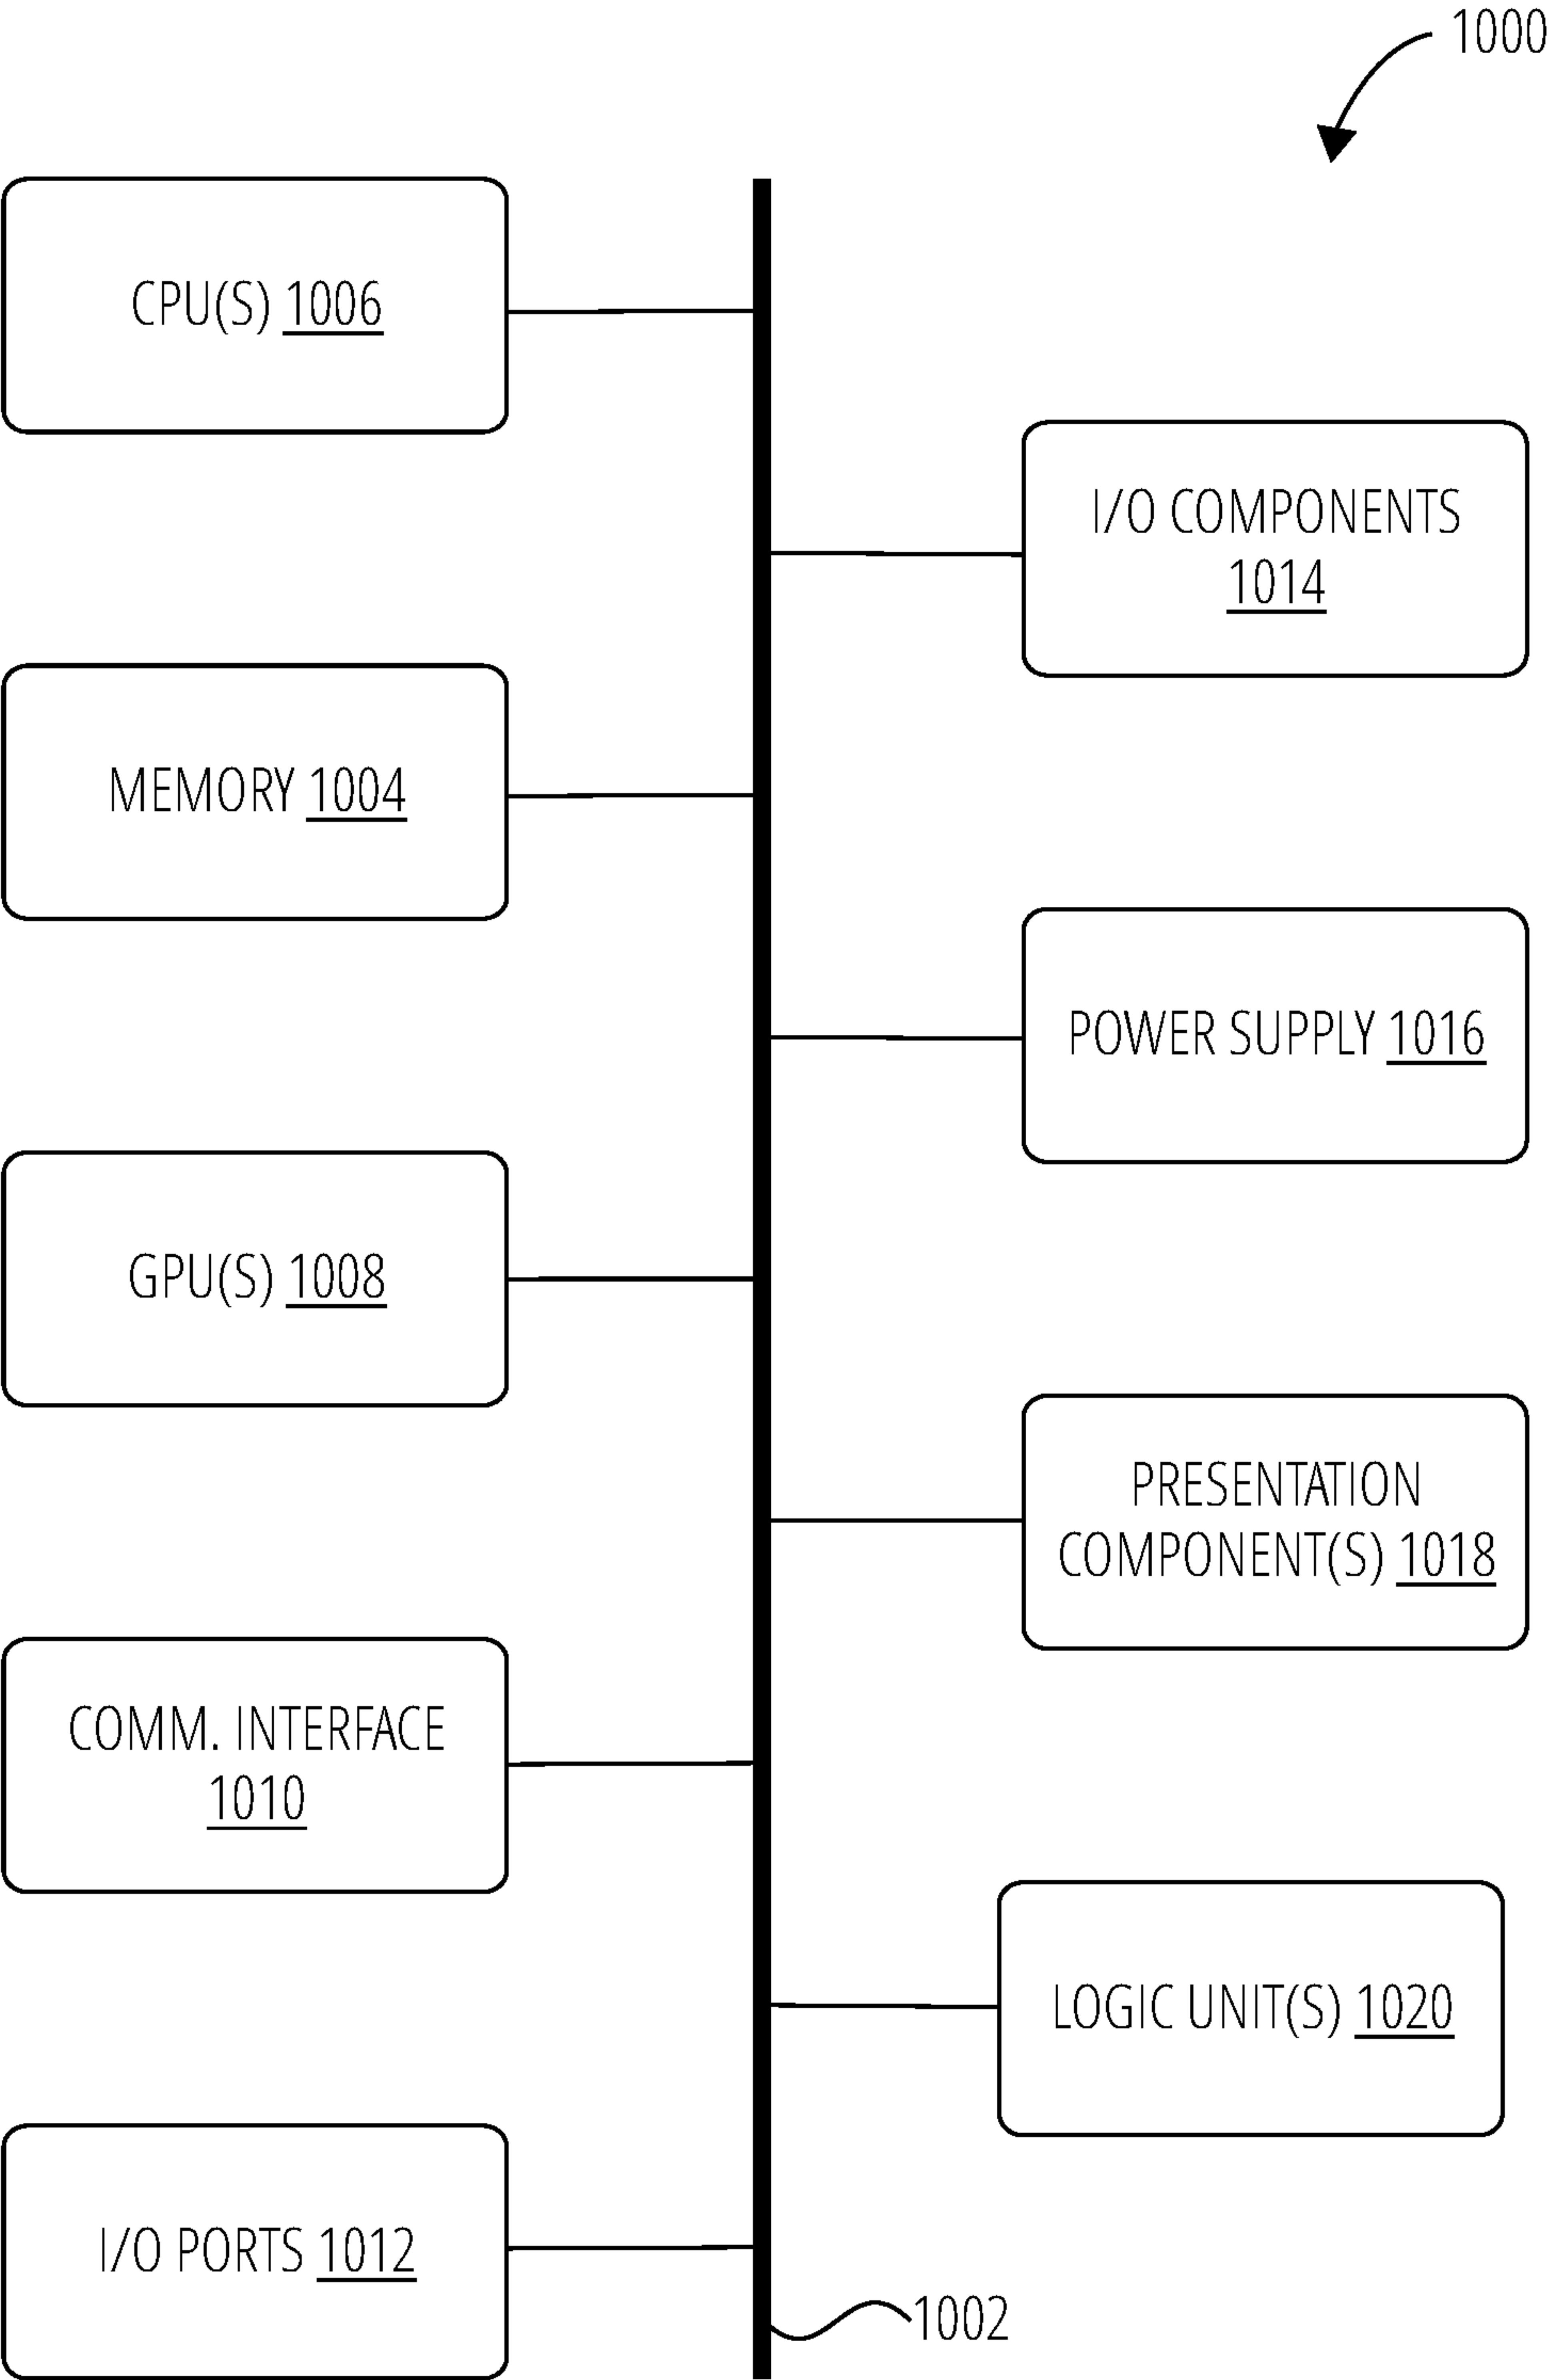 1000
CPU(S) 1006
I/O COMPONENTS
1014
MEMORY 1004
POWER SUPPLY 1016
GPU(S) 1008
PRESENTATION
COMPONENT(S) 1018
COMM. INTERFACE
1010
LOGIC UNIT(S) 1020
I/O PORTS 1012
1002